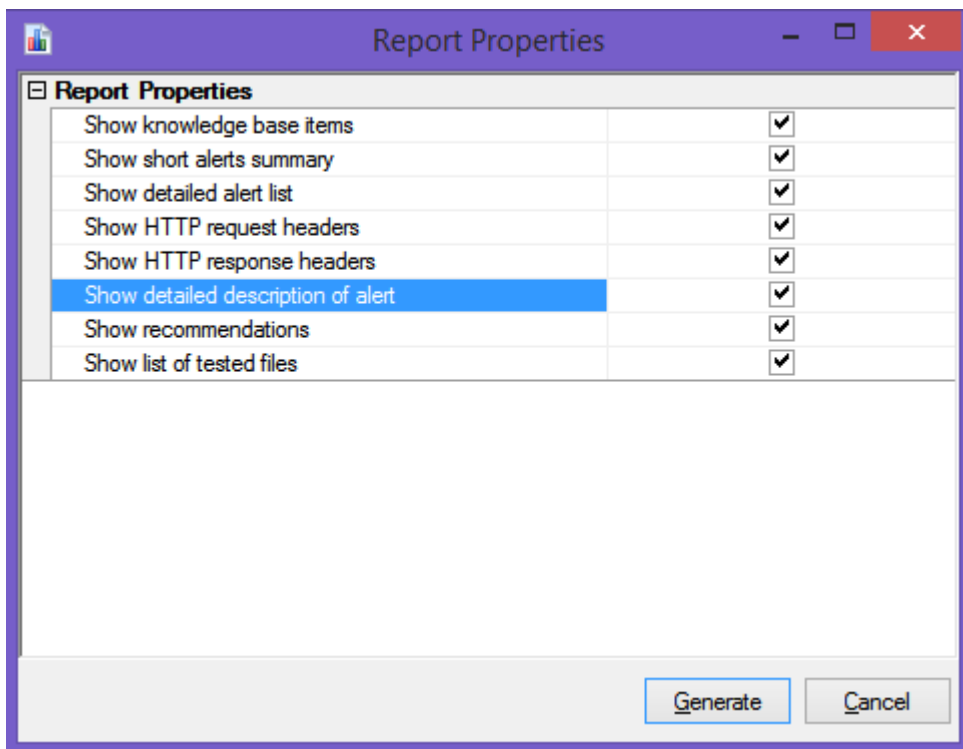 Report Properties
Report Properties
Show knowledge base items
Show short alerts summary
Show detailed alert list
Show HTTP request headers
Show HTTP response headers
Show detailed description of alert
Show recommendations
Show list of tested files
Generate Cancel